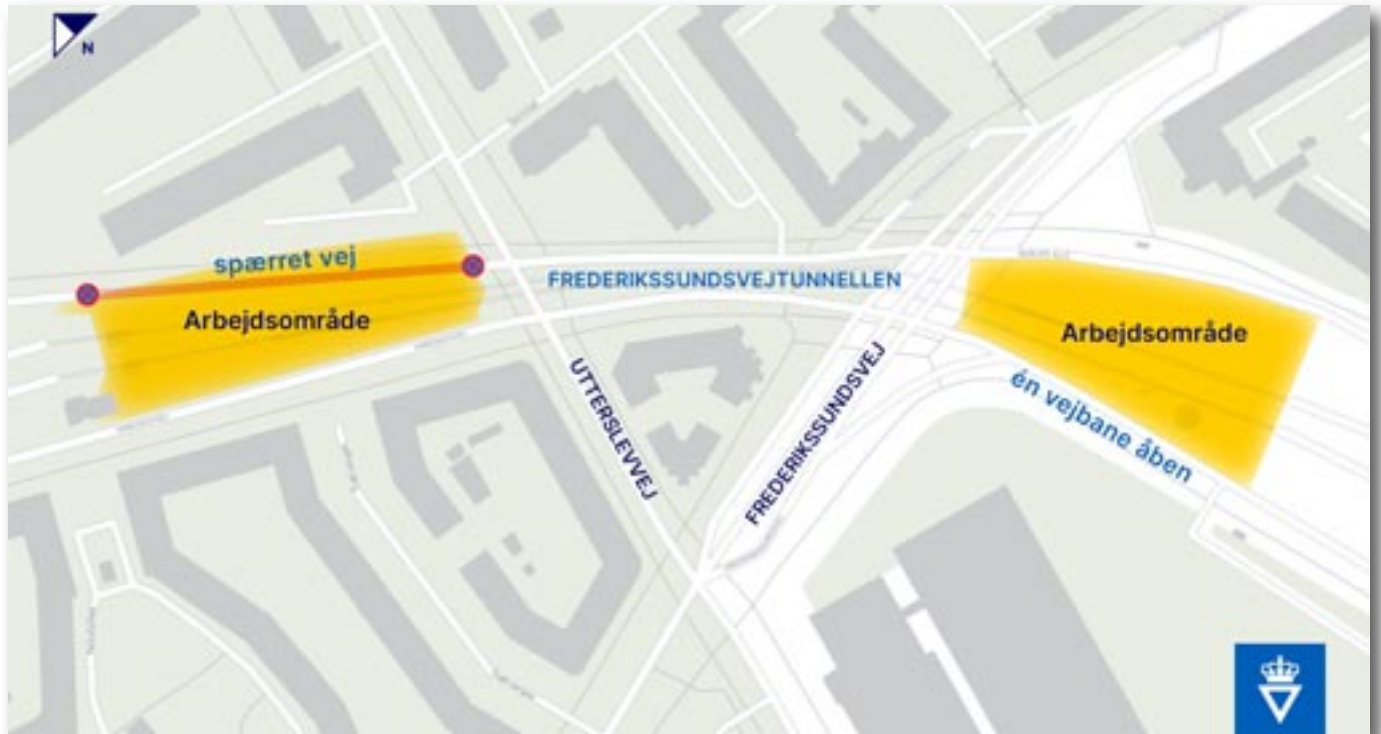 N
spærret vej
Arbejdsområde
FREDERIKSSUNDSVEJTUNNELLEN
UTTERSLEVVEJ
FREDERIKSSUNDSVEJ
Arbejdsområde
én vejbane åben